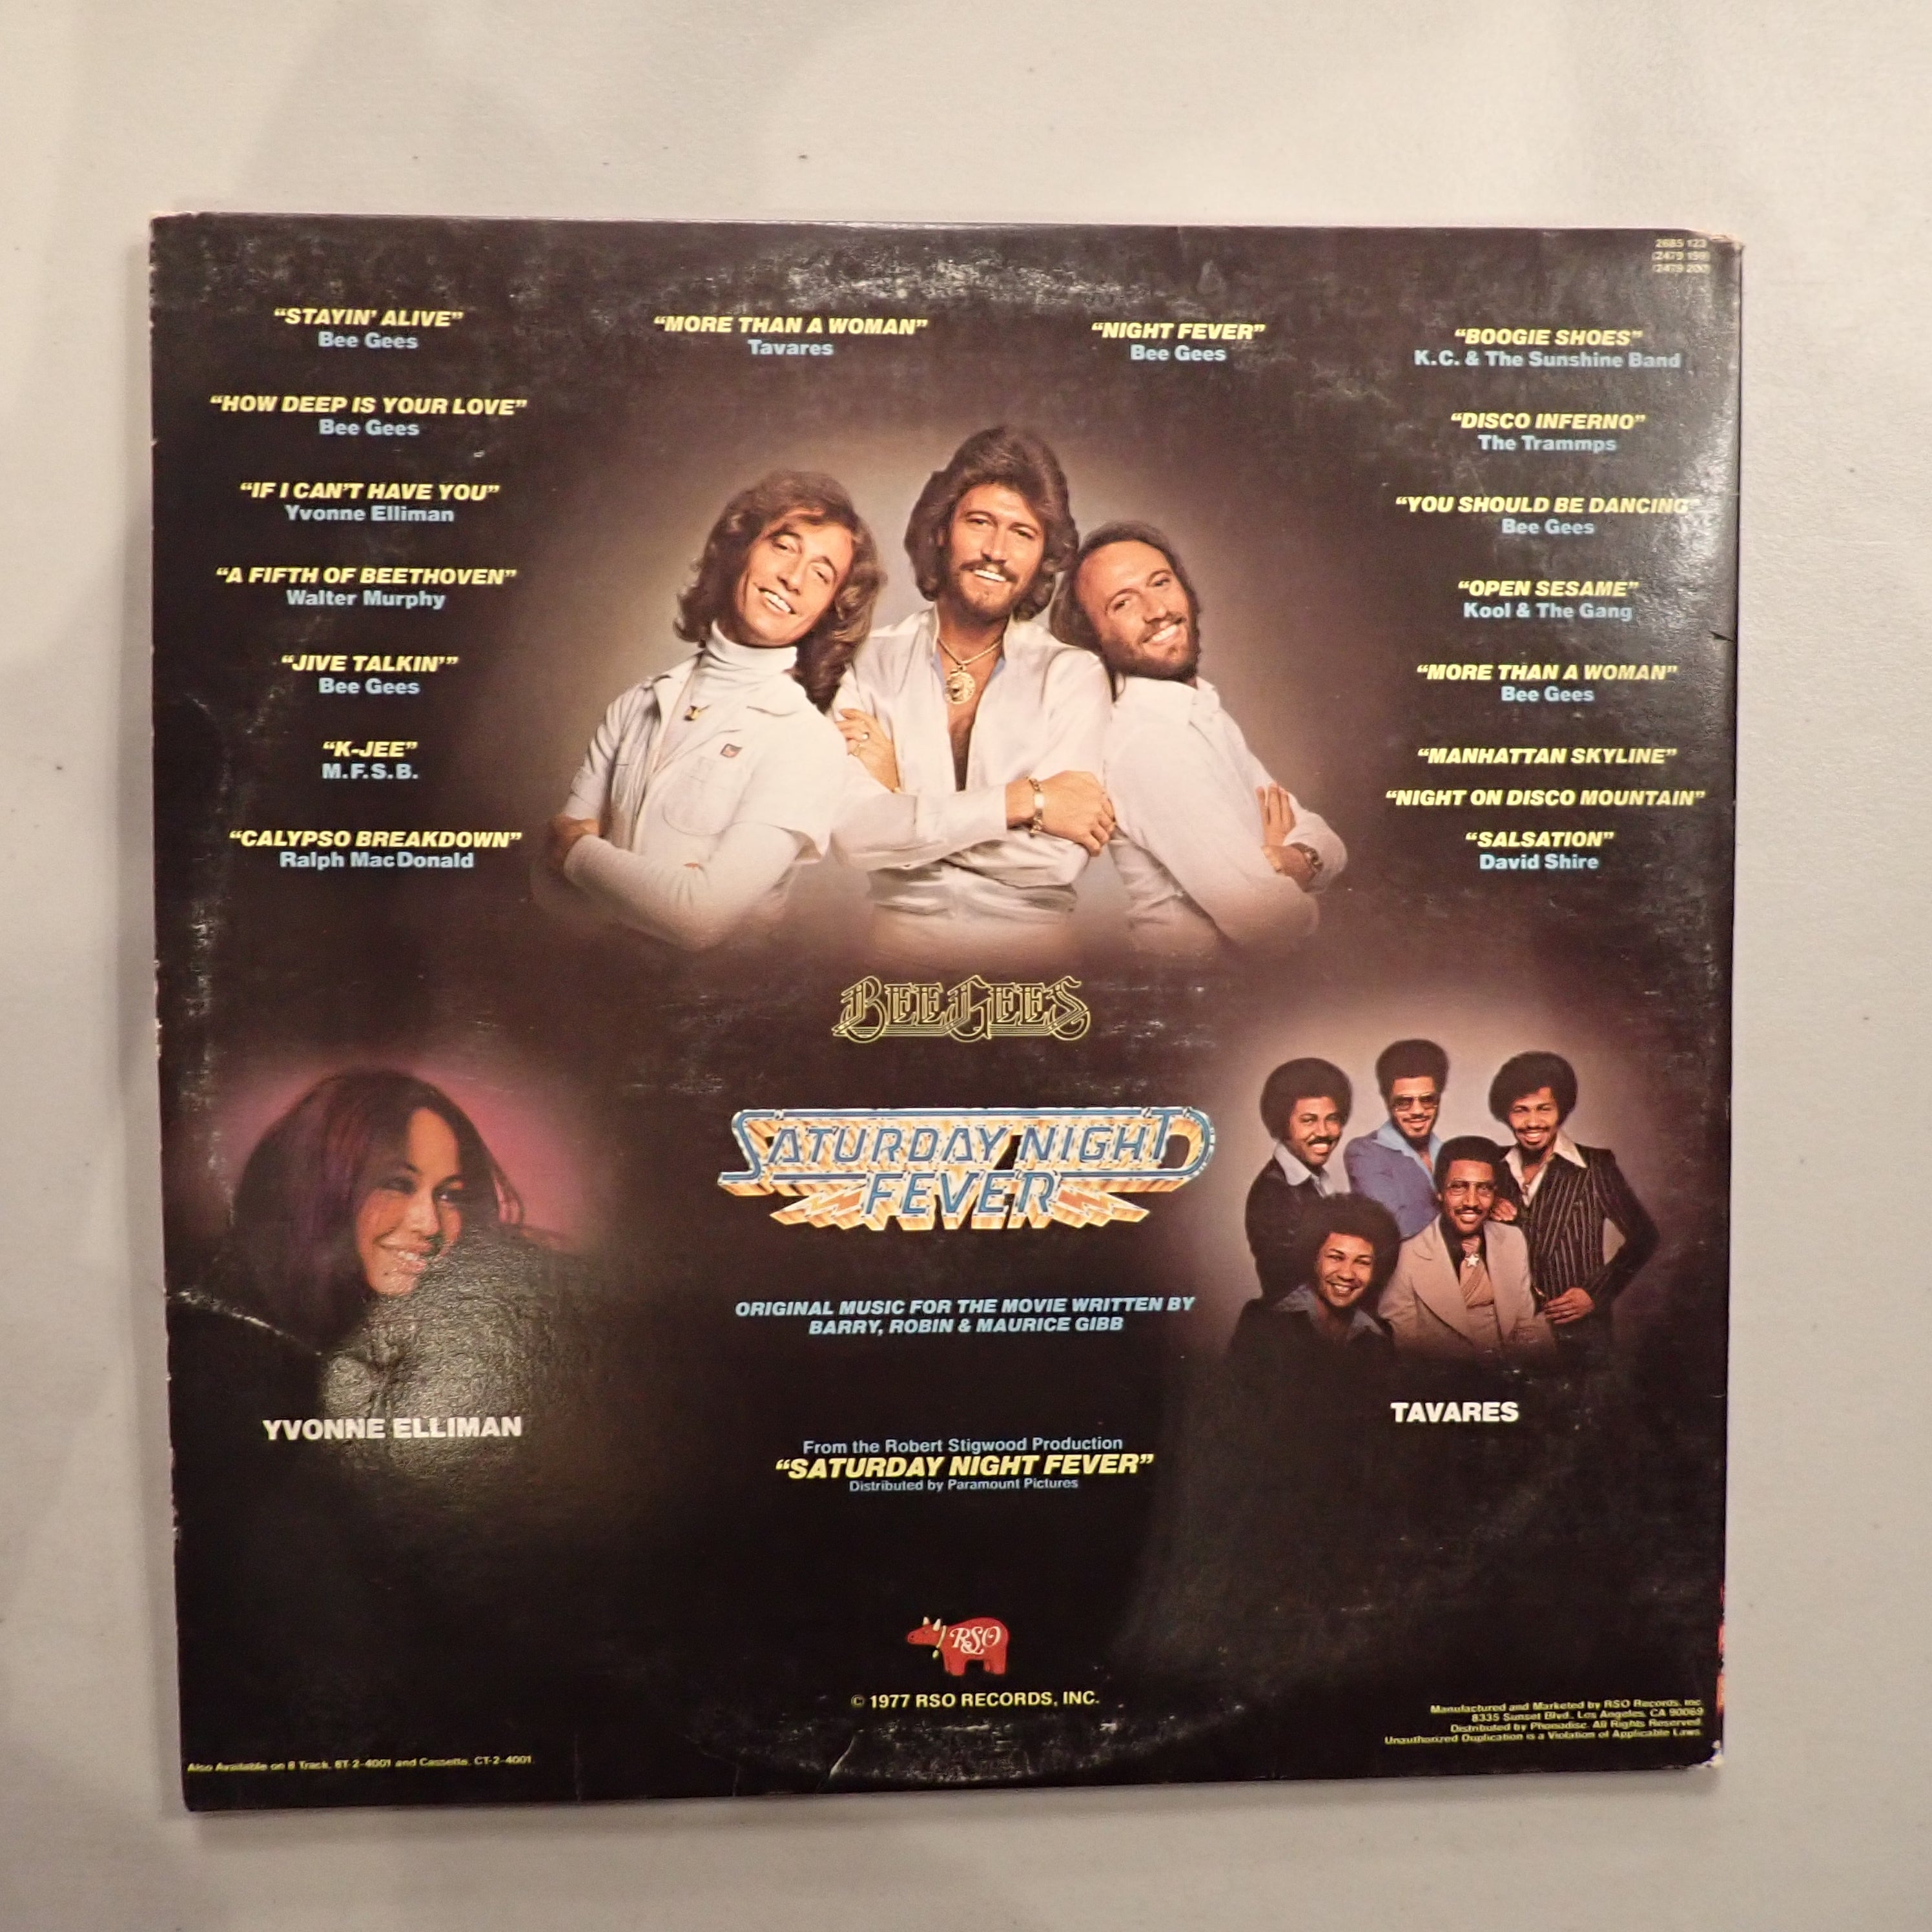 2685 123
(2479 199)
(2479 200)
“STAYIN’ ALIVE”
Bee Gees
“HOW DEEP IS YOUR LOVE”
Bee Gees
“IF I CAN’T HAVE YOU”
Yvonne Elliman
“A FIFTH OF BEETHOVEN”
Walter Murphy
“JIVE TALKIN’”
Bee Gees
“K-JEE”
M.F.S.B.
“CALYPSO BREAKDOWN”
Ralph MacDonald
“MORE THAN A WOMAN”
Tavares
“NIGHT FEVER”
Bee Gees
“BOOGIE SHOES”
K.C. & The Sunshine Band
“DISCO INFERNO”
The Trammps
“YOU SHOULD BE DANCING”
Bee Gees
“OPEN SESAME”
Kool & The Gang
“MORE THAN A WOMAN”
Bee Gees
“MANHATTAN SKYLINE”
“NIGHT ON DISCO MOUNTAIN”
“SALSATION”
David Shire
BEE GEES
SATURDAY NIGHT
FEVER
ORIGINAL MUSIC FOR THE MOVIE WRITTEN BY
BARRY, ROBIN & MAURICE GIBB
YVONNE ELLIMAN
TAVARES
From the Robert Stigwood Production
“SATURDAY NIGHT FEVER”
Distributed by Paramount Pictures
RSO
© 1977 RSO RECORDS, INC.
Also Available on 8 Track, 8T-2-4001 and Cassette, CT-2-4001.
Manufactured and Marketed by RSO Records, Inc.
8335 Sunset Blvd., Los Angeles, CA 90069
Distributed by Phonodisc. All Rights Reserved.
Unauthorized Duplication is a Violation of Applicable Laws.